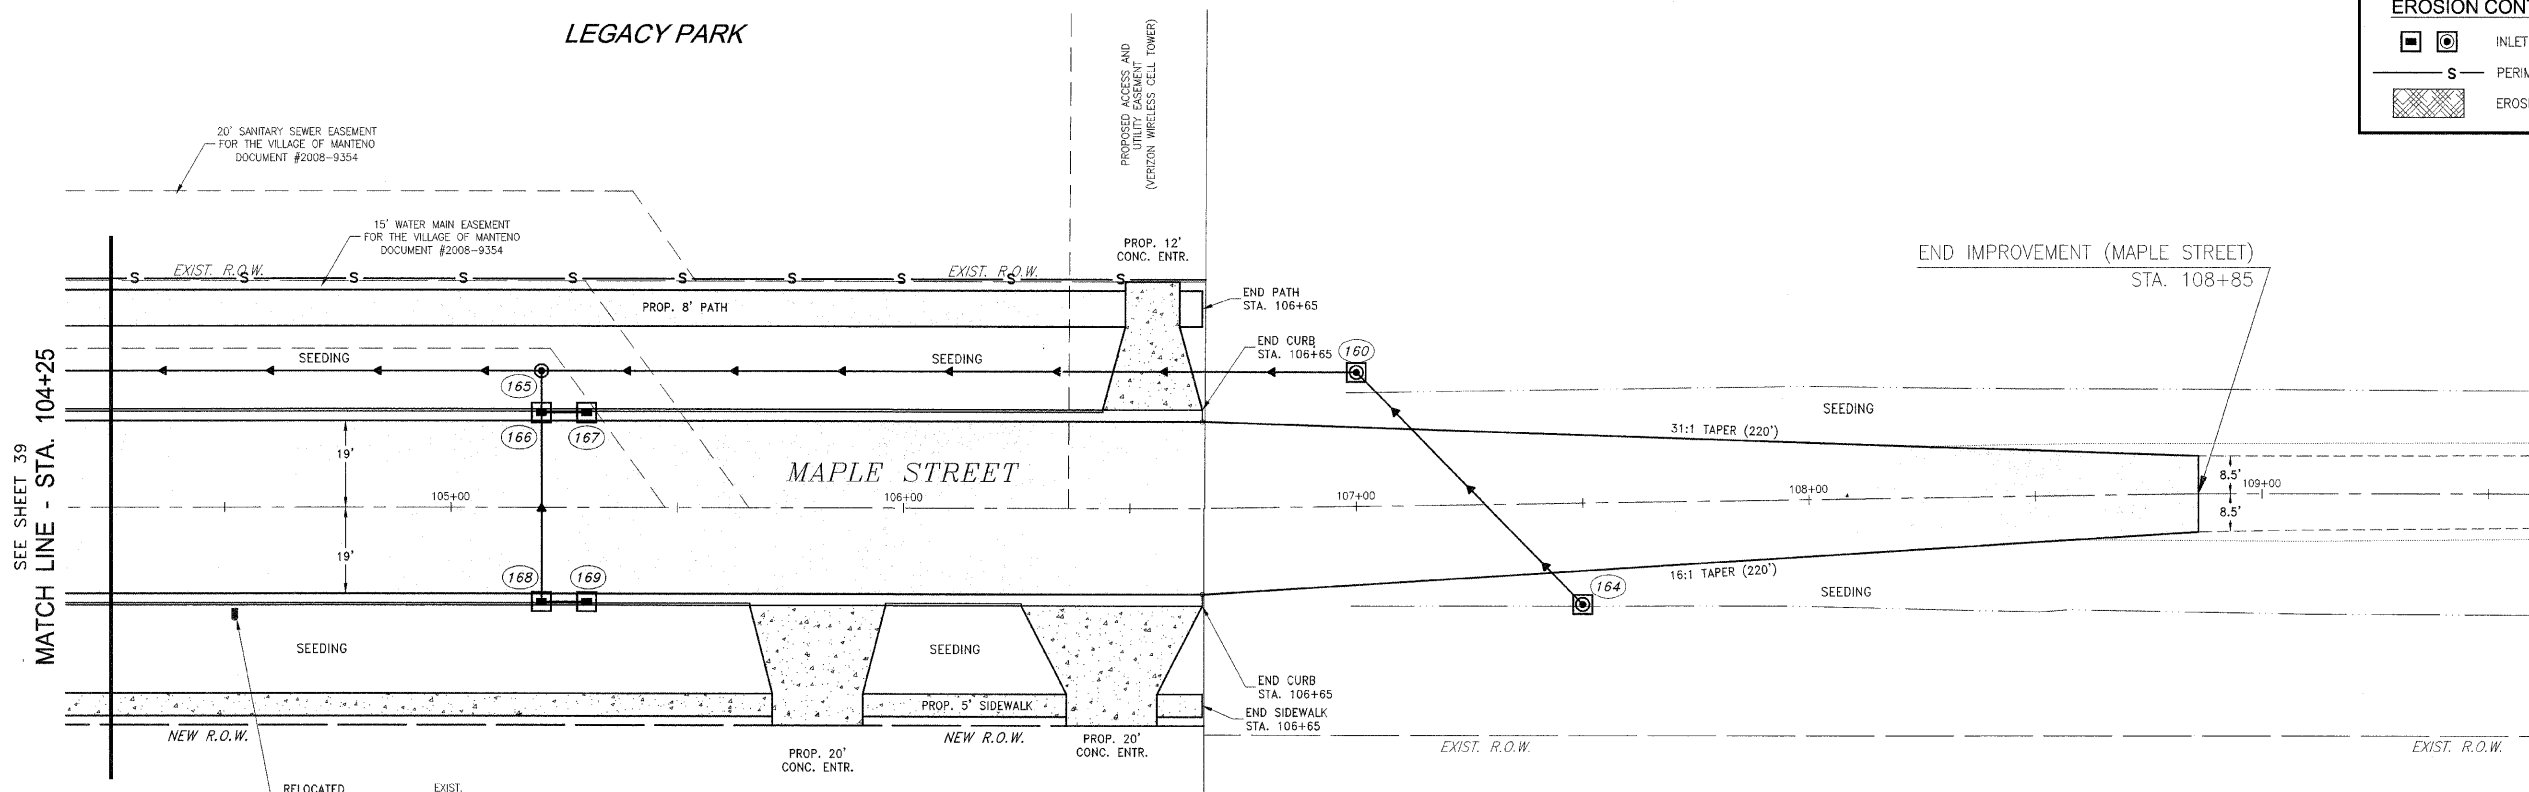 LEGACY PARK
PROPOSED ACCESS AND
UTILITY EASEMENT
(VERIZON WIRELESS CELL TOWER)
EROSION CONT
INLET
S
PERIM
EROSI
20' SANITARY SEWER EASEMENT
FOR THE VILLAGE OF MANTENO
DOCUMENT #2008-9354
15' WATER MAIN EASEMENT
FOR THE VILLAGE OF MANTENO
DOCUMENT #2008-9354
PROP. 12'
CONC. ENTR.
END IMPROVEMENT (MAPLE STREET)
STA. 108+85
EXIST. R.O.W.
EXIST. R.O.W.
S S S S S S S S S S
END PATH
STA. 106+65
PROP. 8' PATH
END CURB
STA. 106+65
160
SEEDING
SEEDING
165
SEEDING
166
167
31:1 TAPER (220')
SEE SHEET 39
MATCH LINE - STA. 104+25
19'
MAPLE STREET
8.5'
105+00
106+00
107+00
108+00
109+00
8.5'
19'
168
169
16:1 TAPER (220')
164
SEEDING
SEEDING
SEEDING
END CURB
STA. 106+65
PROP. 5' SIDEWALK
END SIDEWALK
STA. 106+65
NEW R.O.W.
NEW R.O.W.
PROP. 20'
CONC. ENTR.
PROP. 20'
CONC. ENTR.
EXIST. R.O.W.
EXIST. R.O.W.
RELOCATED
EXIST.